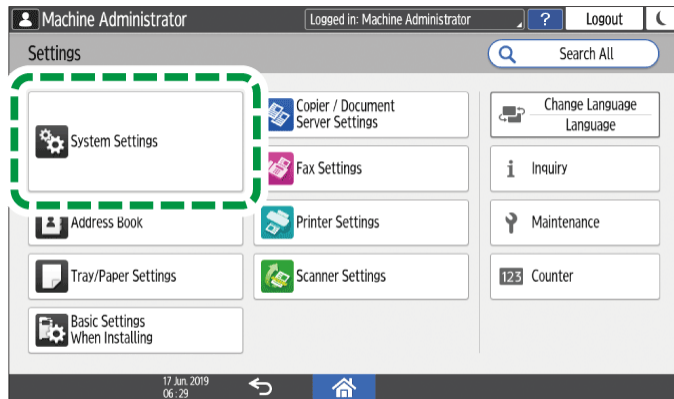 Machine Administrator
Logged in: Machine Administrator
?
Logout
Settings
Search All
System Settings
Address Book
Tray/Paper Settings
Basic Settings
When Installing
Copier / Document
Server Settings
Fax Settings
Printer Settings
Scanner Settings
Change Language
Language
i
Inquiry
Maintenance
123
Counter
17 Jun. 2019
06:29